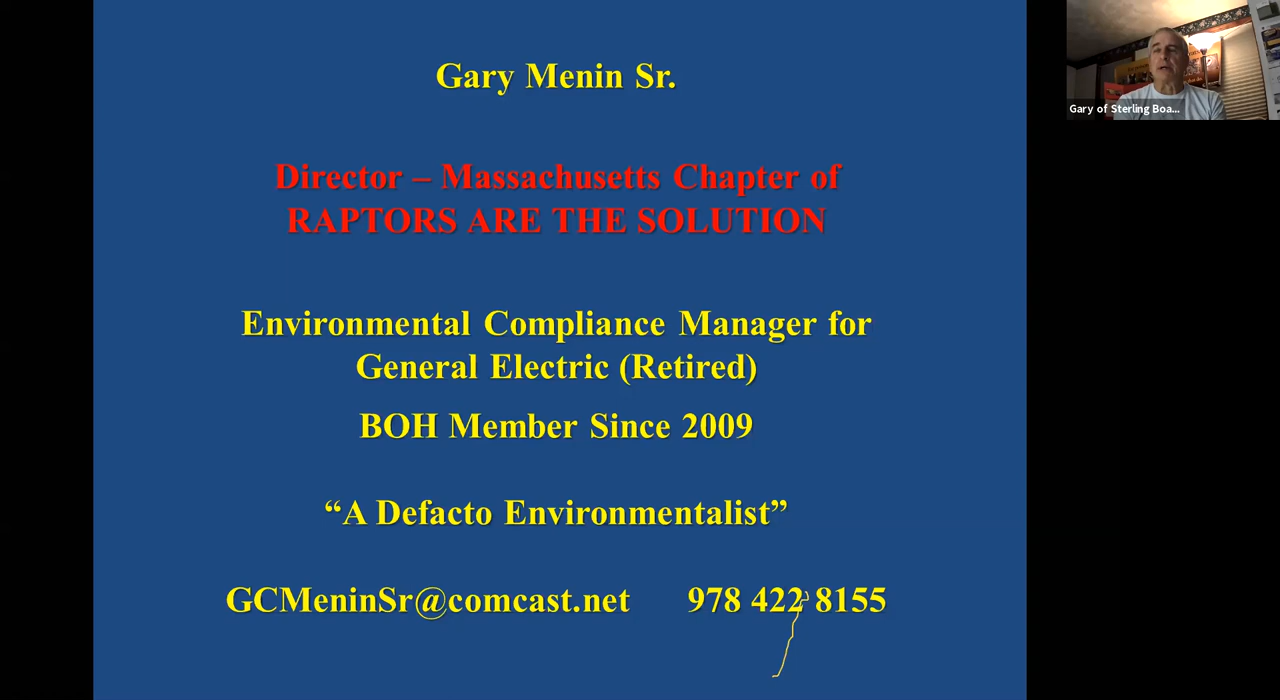 Gary Menin Sr.
Director – Massachusetts Chapter of
RAPTORS ARE THE SOLUTION
Environmental Compliance Manager for
General Electric (Retired)
BOH Member Since 2009
“A Defacto Environmentalist”
GCMeninSr@comcast.net 978 422 8155
Gary of Sterling Boa...